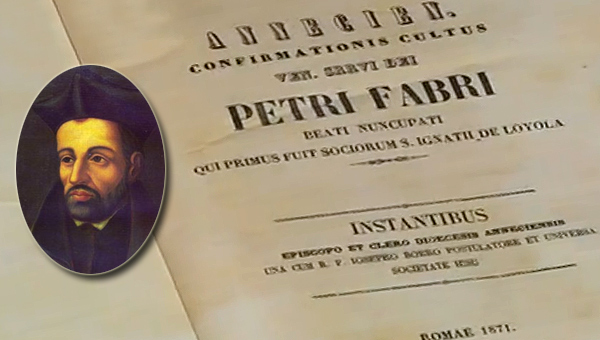 ANNECIEN.
CONFIRMATIONIS CULTUS
VEN. SERVI DEI
PETRI FABRI
BEATI NUNCUPATI
QUI PRIMUS FUIT SOCIORUM S. IGNATII DE LOYOLA
INSTANTIBUS
EPISCOPO ET CLERO DIOECESIS ANNECIENSIS
UNA CUM R. P. IOSEPHO BOERO POSTULATORE ET UNIVERSA
SOCIETATE
ROMAE 1871.